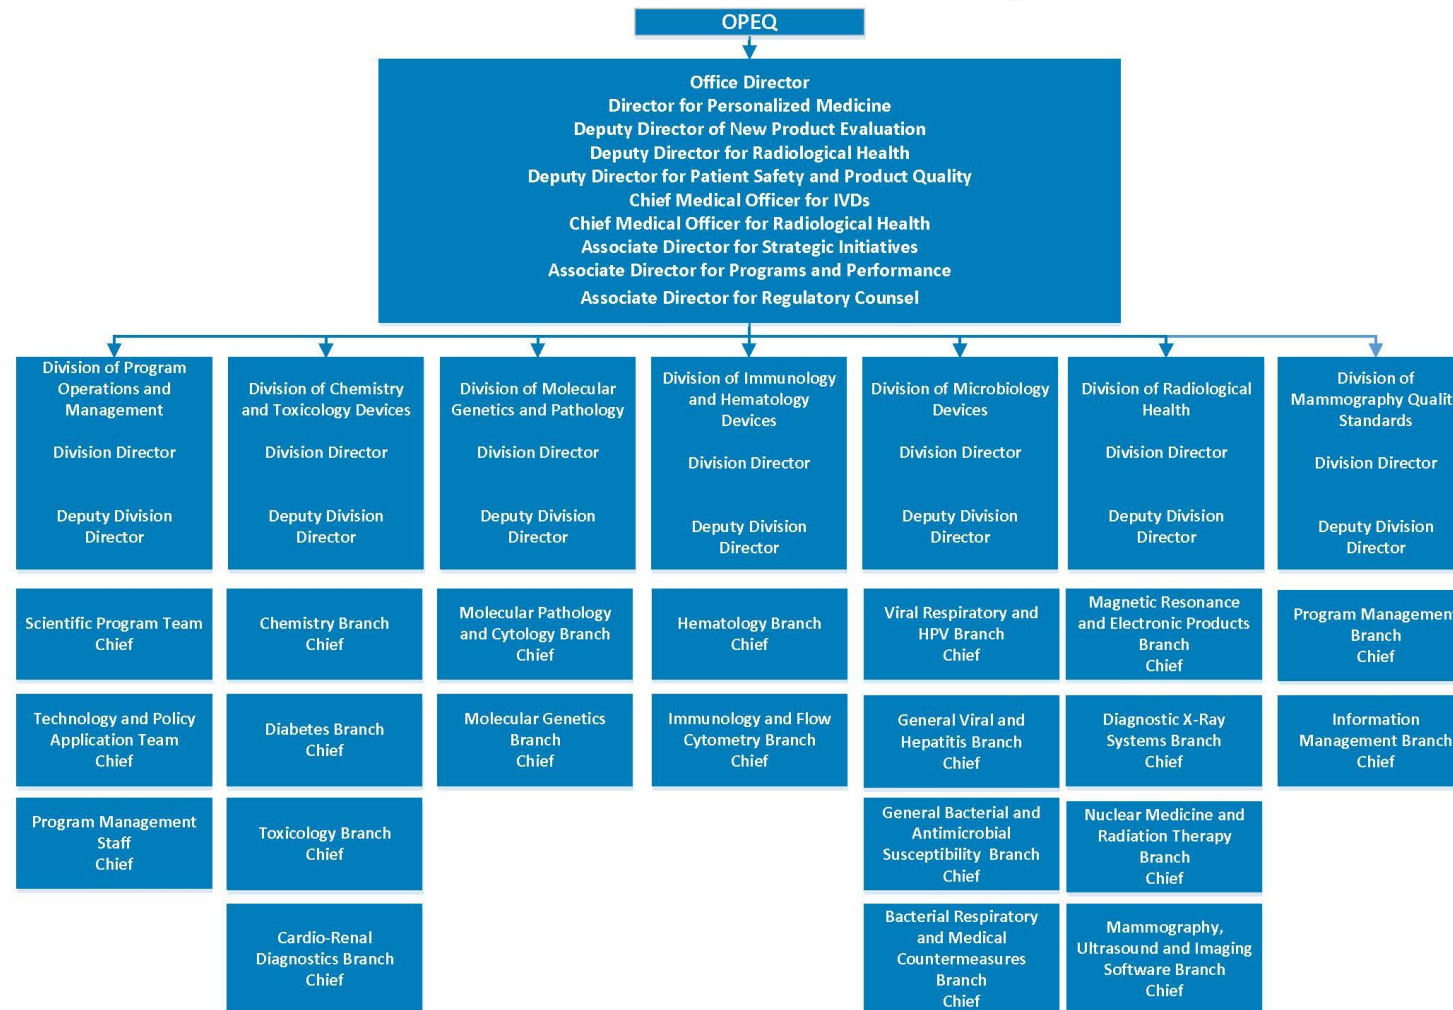 OPEQ
Office Director
Director for Personalized Medicine
Deputy Director of New Product Evaluation
Deputy Director for Radiological Health
Deputy Director for Patient Safety and Product Quality
Chief Medical Officer for IVDs
Chief Medical Officer for Radiological Health
Associate Director for Strategic Initiatives
Associate Director for Programs and Performance
Associate Director for Regulatory Counsel
Division of Program
Operations and
Management
Division Director
Deputy Division
Director
Division of Chemistry
and Toxicology Devices
Division Director
Deputy Division
Director
Division of Molecular
Genetics and Pathology
Division Director
Deputy Division
Director
Division of Immunology
and Hematology
Devices
Division Director
Deputy Division
Director
Division of Microbiology
Devices
Division Director
Deputy Division
Director
Division of Radiological
Health
Division Director
Deputy Division
Director
Division of
Mammography Qualit
Standards
Division Director
Deputy Division
Director
Scientific Program Team
Chief
Chemistry Branch
Chief
Molecular Pathology
and Cytology Branch
Chief
Hematology Branch
Chief
Viral Respiratory and
HPV Branch
Chief
Magnetic Resonance
and Electronic Products
Branch
Chief
Program Managemen
Branch
Chief
Technology and Policy
Application Team
Chief
Diabetes Branch
Chief
Molecular Genetics
Branch
Chief
Immunology and Flow
Cytometry Branch
Chief
General Viral and
Hepatitis Branch
Chief
Diagnostic X-Ray
Systems Branch
Chief
Information
Management Branch
Chief
Program Management
Staff
Chief
Toxicology Branch
Chief
General Bacterial and
Antimicrobial
Susceptibility Branch
Chief
Nuclear Medicine and
Radiation Therapy
Branch
Chief
Cardio-Renal
Diagnostics Branch
Chief
Bacterial Respiratory
and Medical
Countermeasures
Branch
Chief
Mammography,
Ultrasound and Imaging
Software Branch
Chief